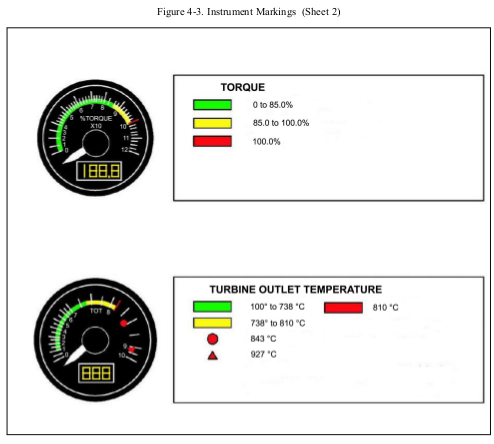 Figure 4-3. Instrument Markings (Sheet 2)
TORQUE
0 to 85.0%
85.0 to 100.0%
100.0%
%TORQUE
X10
0
1
2
3
4
5
6
7
8
9
10
11
12
188.8
TURBINE OUTLET TEMPERATURE
100° to 738 °C
810 °C
738° to 810 °C
843 °C
927 °C
TOT
0
1
5
6
7
8
9
10
888